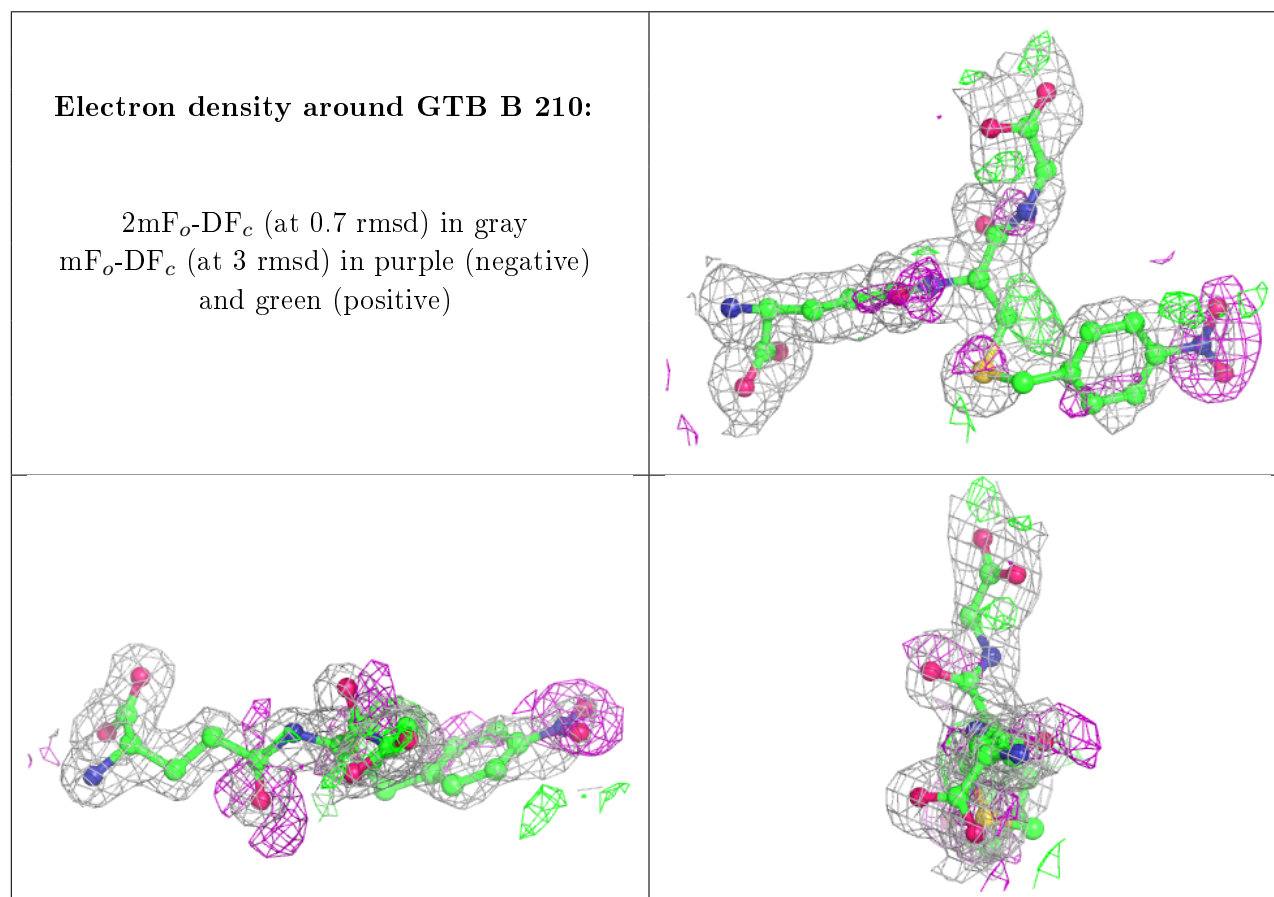 Electron density around GTB B 210:
2mFo-DFc (at 0.7 rmsd) in gray
mFo-DFc (at 3 rmsd) in purple (negative)
and green (positive)